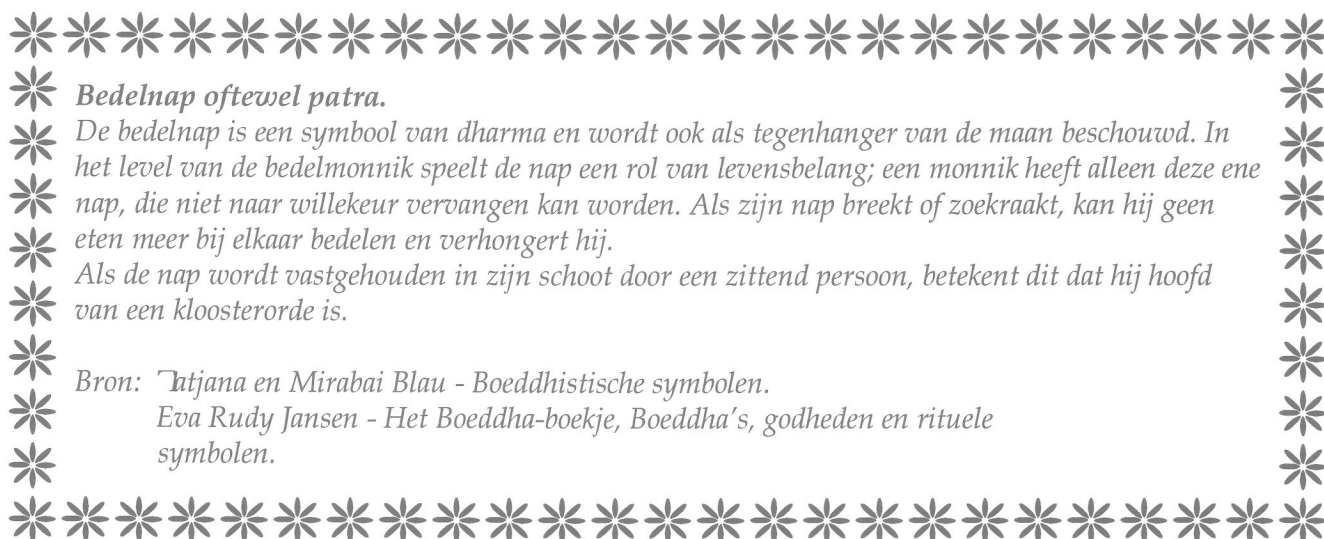 Bedelnap oftewel patra.
De bedelnap is een symbool van dharma en wordt ook als tegenhanger van de maan beschouwd. In
het level van de bedelmonnik speelt de nap een rol van levensbelang; een monnik heeft alleen deze ene
nap, die niet naar willekeur vervangen kan worden. Als zijn nap breekt of zoekraakt, kan hij geen
eten meer bij elkaar bedelen en verhongert hij.
Als de nap wordt vastgehouden in zijn schoot door een zittend persoon, betekent dit dat hij hoofd
van een kloosterorde is.
Bron: Tatjana en Mirabai Blau - Boeddhistische symbolen.
Eva Rudy Jansen - Het Boeddha-boekje, Boeddha's, godheden en rituele
symbolen.